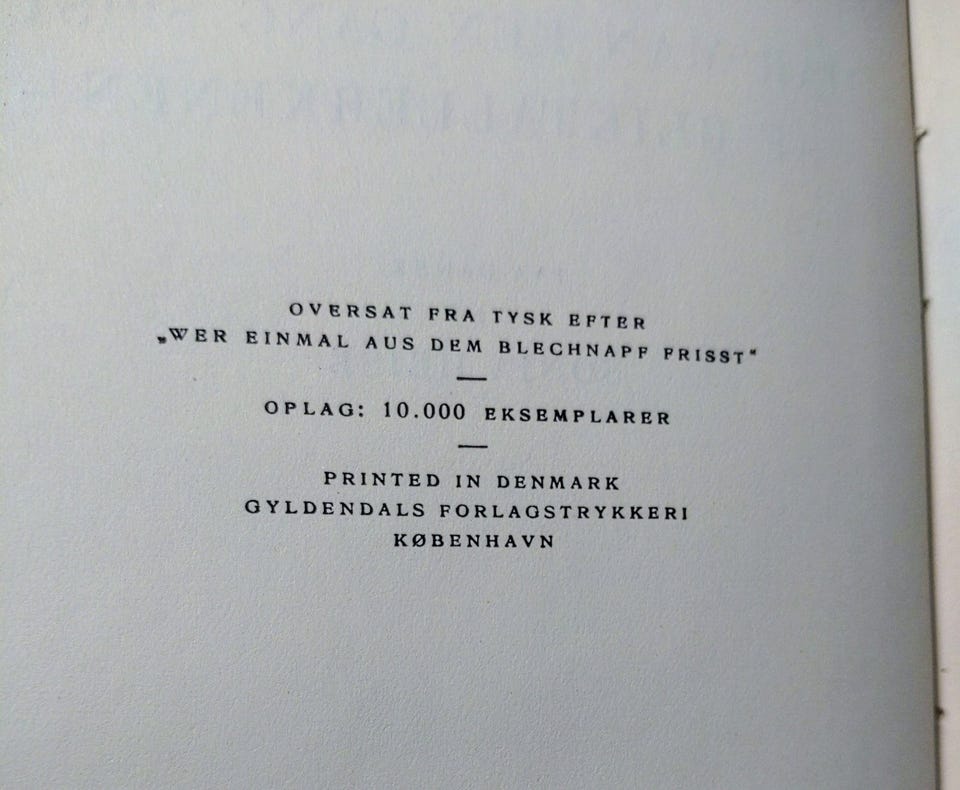 OVERSAT FRA TYSK EFTER
„WER EINMAL AUS DEM BLECHNAPF FRISST“
—
OPLAG: 10.000 EKSEMPLARER
—
PRINTED IN DENMARK
GYLDENDALS FORLAGSTRYKKERI
KØBENHAVN